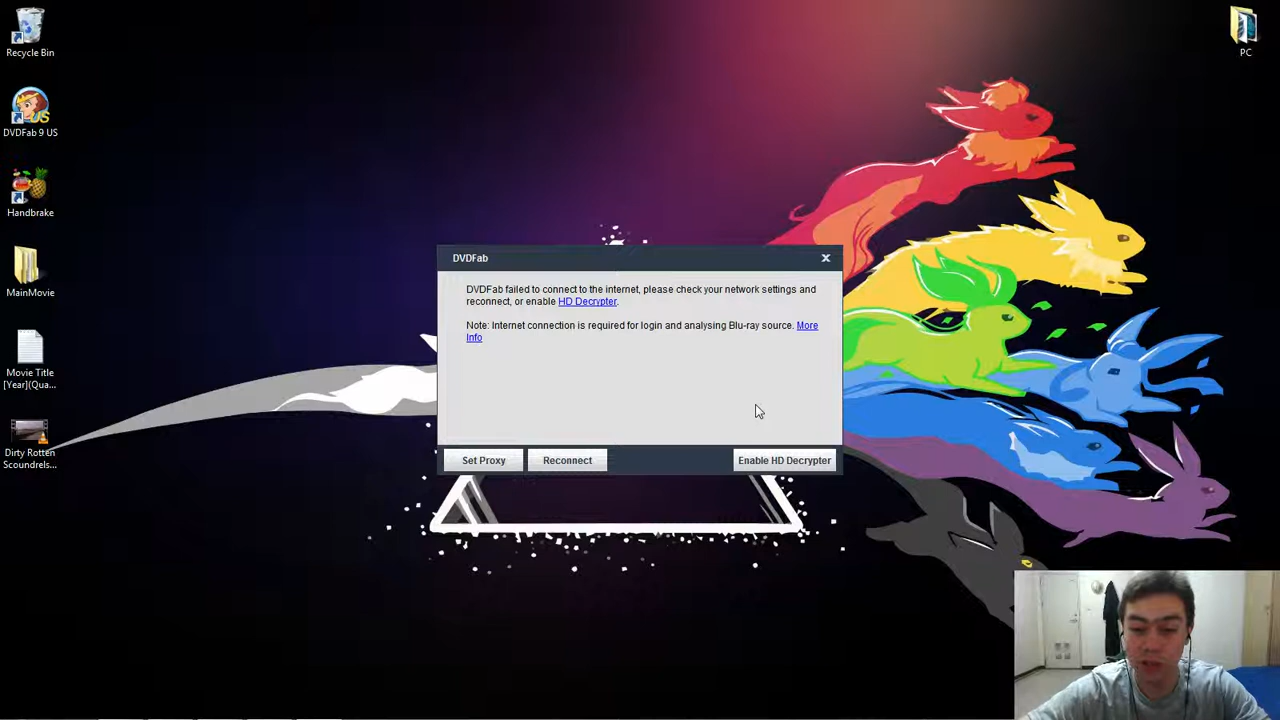 Recycle Bin
PC
DVDFab 9 US
Handbrake
MainMovie
Movie Title
[Year](Qua...
Dirty Rotten
Scoundrels...
DVDFab
DVDFab failed to connect to the internet, please check your network settings and
reconnect, or enable HD Decrypter.
Note: Internet connection is required for login and analysing Blu-ray source. More
Info
Set Proxy
Reconnect
Enable HD Decrypter